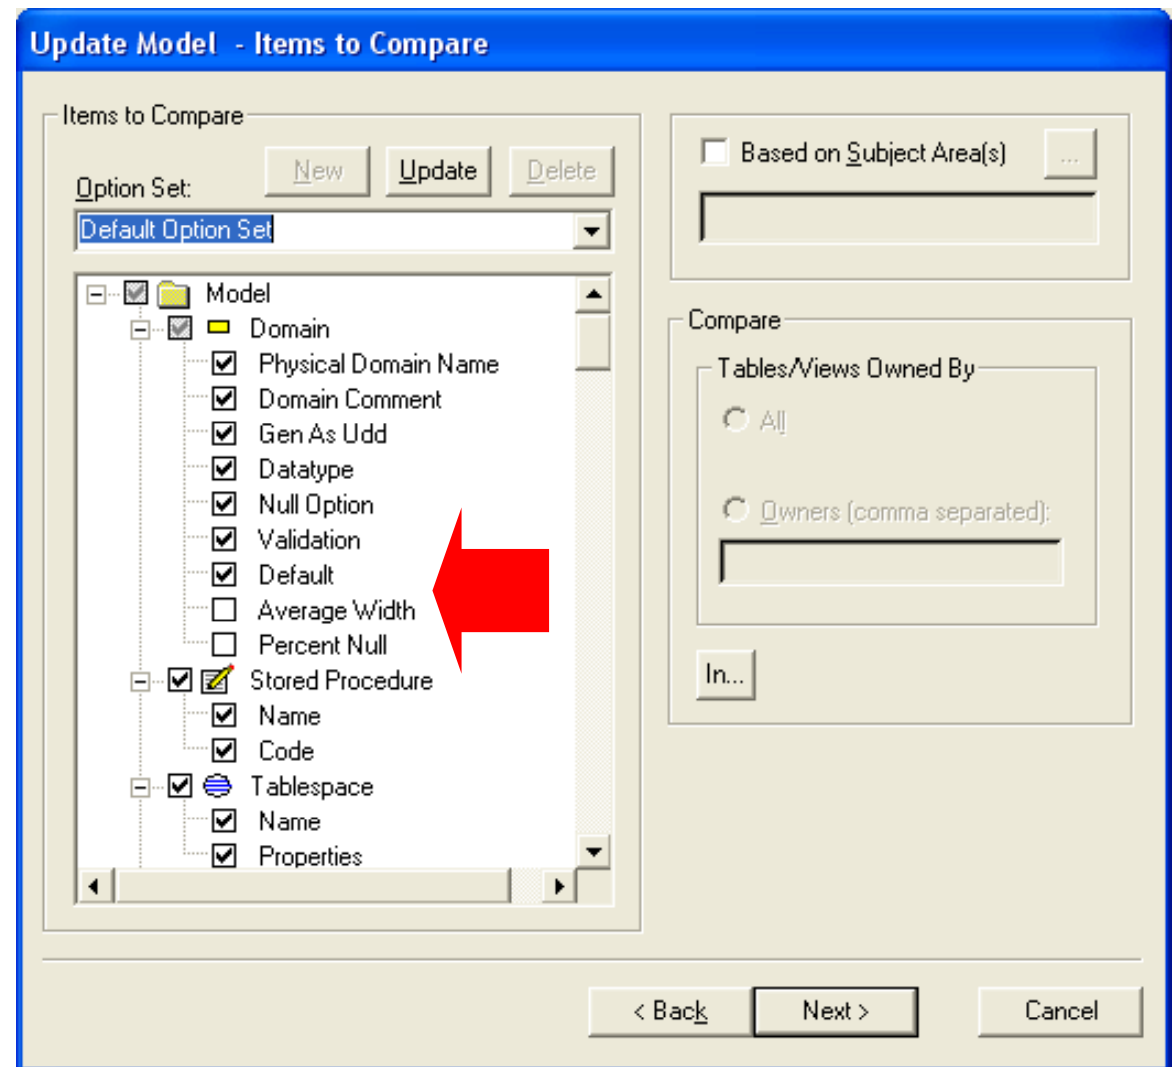 Update Model  - Items to Compare
Items to Compare
New
Update
Delete
Option Set:
Default Option Set
Model
Domain
Physical Domain Name
Domain Comment
Gen As Udd
Datatype
Null Option
Validation
Default
Average Width
Percent Null
Stored Procedure
Name
Code
Tablespace
Name
Properties
Based on Subject Area(s)
...
Compare
Tables/Views Owned By
All
Owners (comma separated):
In...
< Back
Next >
Cancel